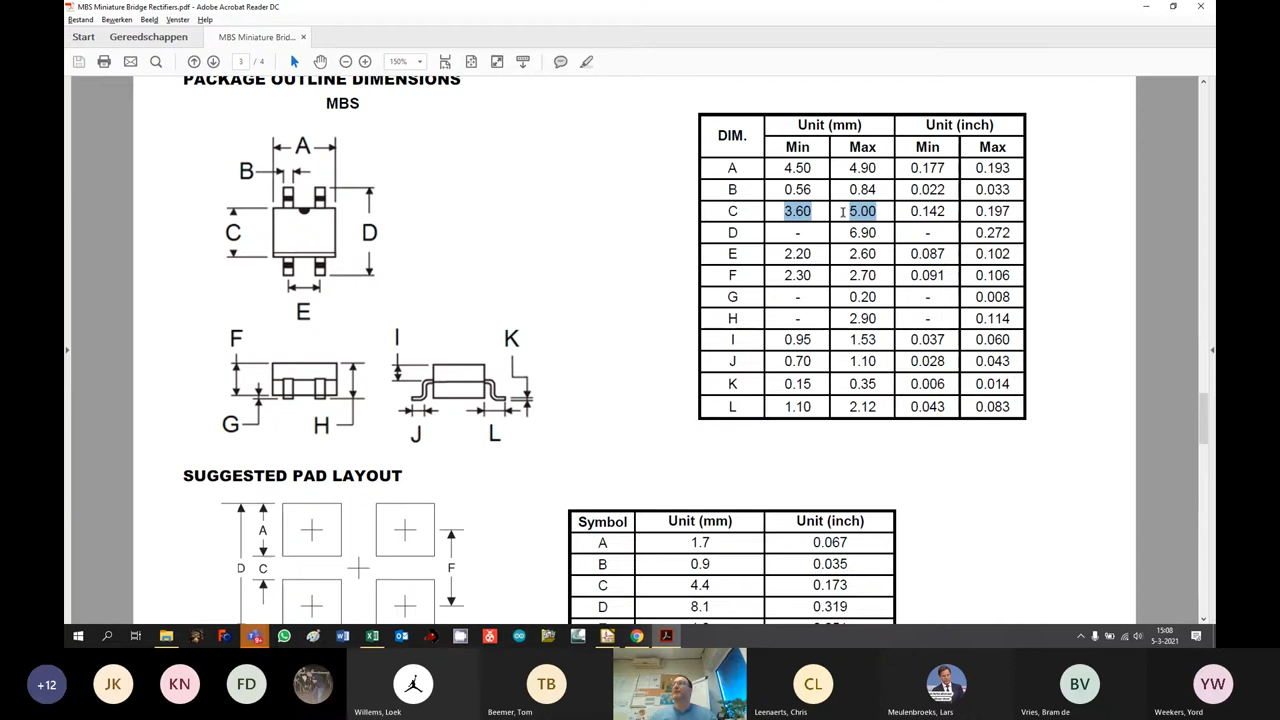 MBS Miniature Bridge Rectifiers.pdf - Adobe Acrobat Reader DC
Bestand Bewerken Beeld Venster Help
Start Gereedschappen MBS Miniature Brid... ×
3 / 4 150%
PACKAGE OUTLINE DIMENSIONS
MBS
A
B
C
D
E
F
G
H
I
K
J
L
DIM. Unit (mm) Unit (inch)
Min Max Min Max
A 4.50 4.90 0.177 0.193
B 0.56 0.84 0.022 0.033
C 3.60 5.00 0.142 0.197
D - 6.90 - 0.272
E 2.20 2.60 0.087 0.102
F 2.30 2.70 0.091 0.106
G - 0.20 - 0.008
H - 2.90 - 0.114
I 0.95 1.53 0.037 0.060
J 0.70 1.10 0.028 0.043
K 0.15 0.35 0.006 0.014
L 1.10 2.12 0.043 0.083
SUGGESTED PAD LAYOUT
A
D C F
Symbol Unit (mm) Unit (inch)
A 1.7 0.067
B 0.9 0.035
C 4.4 0.173
D 8.1 0.319
15:08
5-3-2021
+12 JK KN FD TB CL BV YW
Willems, Loek Beemer, Tom Leenaerts, Chris Meulenbroeks, Lars Vries, Bram de Weekers, Yord